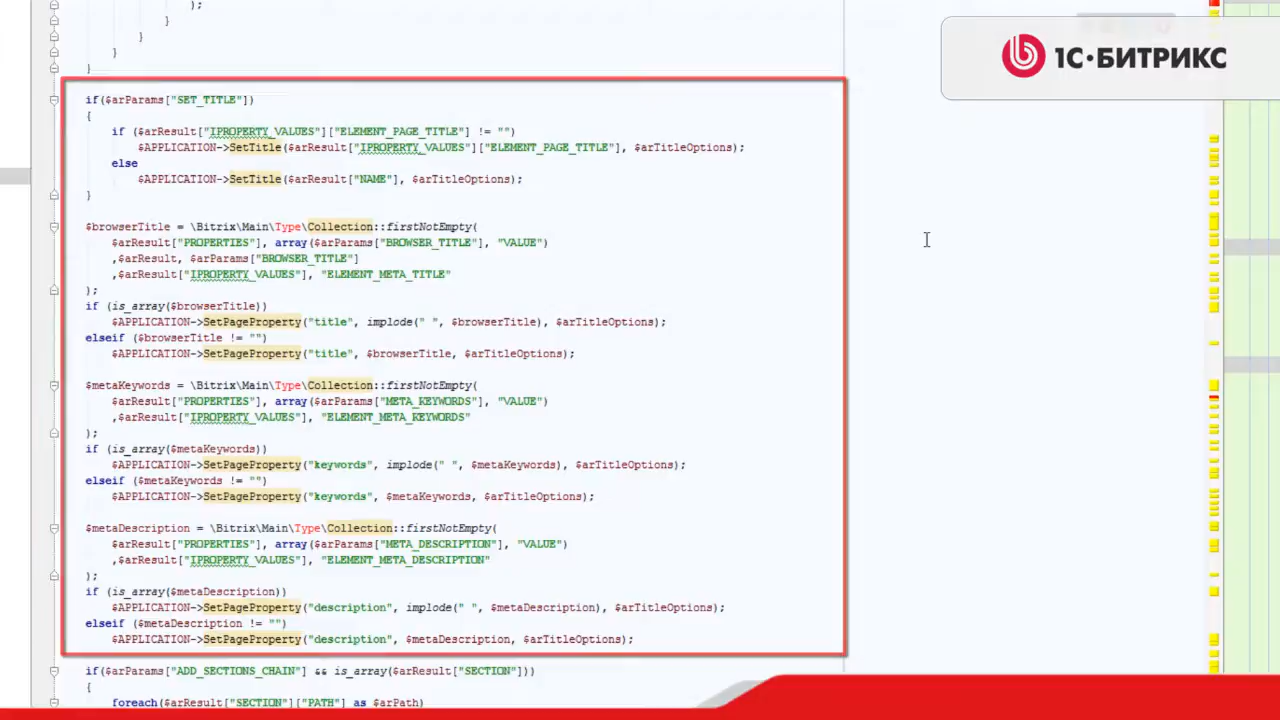 );
}
}
}
}
1С·БИТРИКС
if($arParams["SET_TITLE"])
{
if ($arResult["IPROPERTY_VALUES"]["ELEMENT_PAGE_TITLE"] != "")
$APPLICATION->SetTitle($arResult["IPROPERTY_VALUES"]["ELEMENT_PAGE_TITLE"], $arTitleOptions);
else
$APPLICATION->SetTitle($arResult["NAME"], $arTitleOptions);
}
$browserTitle = \Bitrix\Main\Type\Collection::firstNotEmpty(
$arResult["PROPERTIES"], array($arParams["BROWSER_TITLE"], "VALUE")
,$arResult, $arParams["BROWSER_TITLE"]
,$arResult["IPROPERTY_VALUES"], "ELEMENT_META_TITLE"
);
if (is_array($browserTitle))
$APPLICATION->SetPageProperty("title", implode(" ", $browserTitle), $arTitleOptions);
elseif ($browserTitle != "")
$APPLICATION->SetPageProperty("title", $browserTitle, $arTitleOptions);
$metaKeywords = \Bitrix\Main\Type\Collection::firstNotEmpty(
$arResult["PROPERTIES"], array($arParams["META_KEYWORDS"], "VALUE")
,$arResult["IPROPERTY_VALUES"], "ELEMENT_META_KEYWORDS"
);
if (is_array($metaKeywords))
$APPLICATION->SetPageProperty("keywords", implode(" ", $metaKeywords), $arTitleOptions);
elseif ($metaKeywords != "")
$APPLICATION->SetPageProperty("keywords", $metaKeywords, $arTitleOptions);
$metaDescription = \Bitrix\Main\Type\Collection::firstNotEmpty(
$arResult["PROPERTIES"], array($arParams["META_DESCRIPTION"], "VALUE")
,$arResult["IPROPERTY_VALUES"], "ELEMENT_META_DESCRIPTION"
);
if (is_array($metaDescription))
$APPLICATION->SetPageProperty("description", implode(" ", $metaDescription), $arTitleOptions);
elseif ($metaDescription != "")
$APPLICATION->SetPageProperty("description", $metaDescription, $arTitleOptions);
if($arParams["ADD_SECTIONS_CHAIN"] && is_array($arResult["SECTION"]))
{
foreach($arResult["SECTION"]["PATH"] as $arPath)